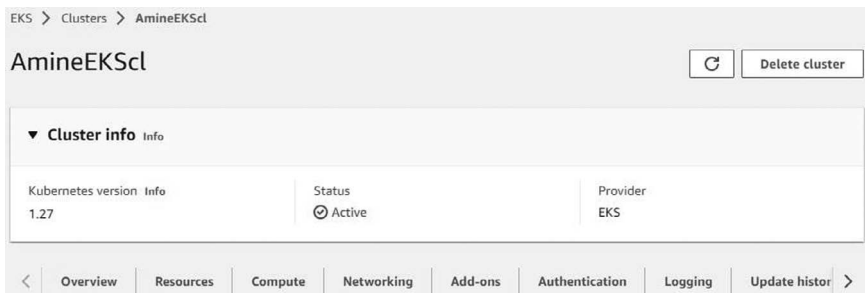 EKS > Clusters > AmineEKScl
AmineEKScl
Delete cluster
Cluster info Info
Kubernetes version Info
Status
Provider
1.27
Active
EKS
Overview Resources Compute Networking Add-ons Authentication Logging Update histor